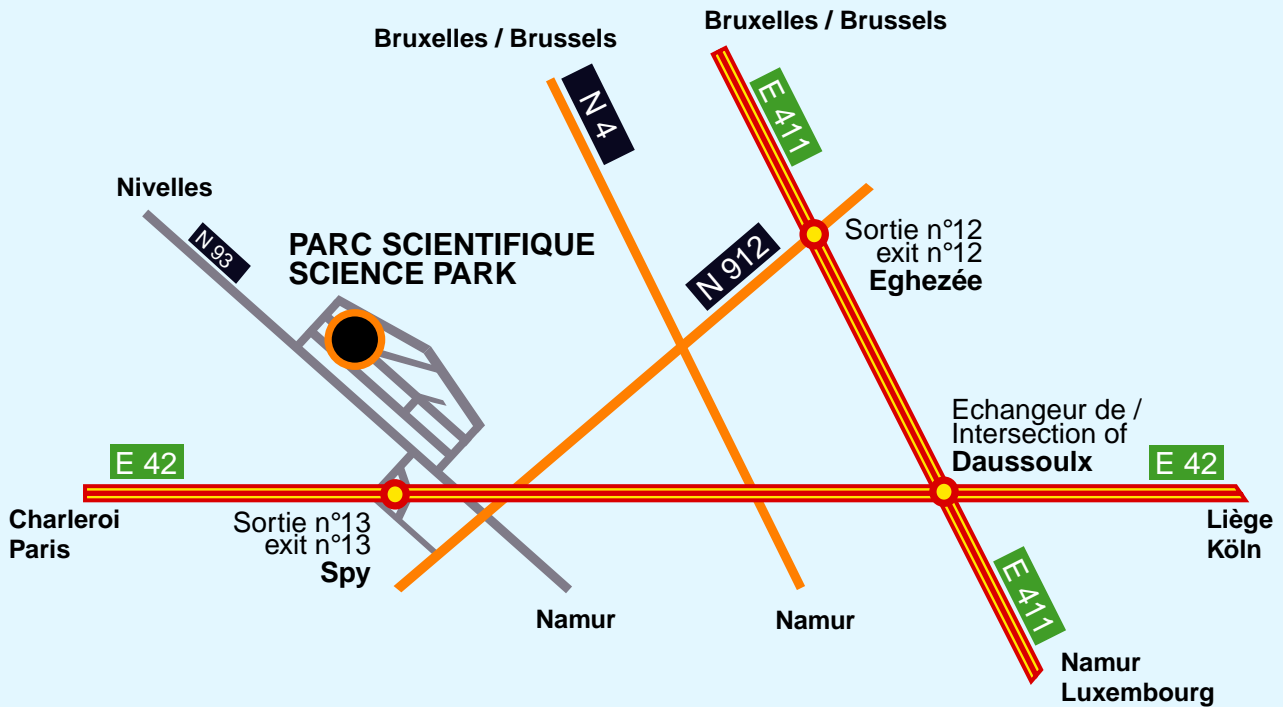 Bruxelles / Brussels
Bruxelles / Brussels
N 4
E 411
Nivelles
N 93
PARC SCIENTIFIQUE
SCIENCE PARK
N 912
Sortie n°12
exit n°12
Eghezée
Echangeur de /
Intersection of
Daussoulx
E 42
E 42
Charleroi
Paris
Sortie n°13
exit n°13
Spy
Liège
Köln
E 411
Namur
Namur
Namur
Luxembourg